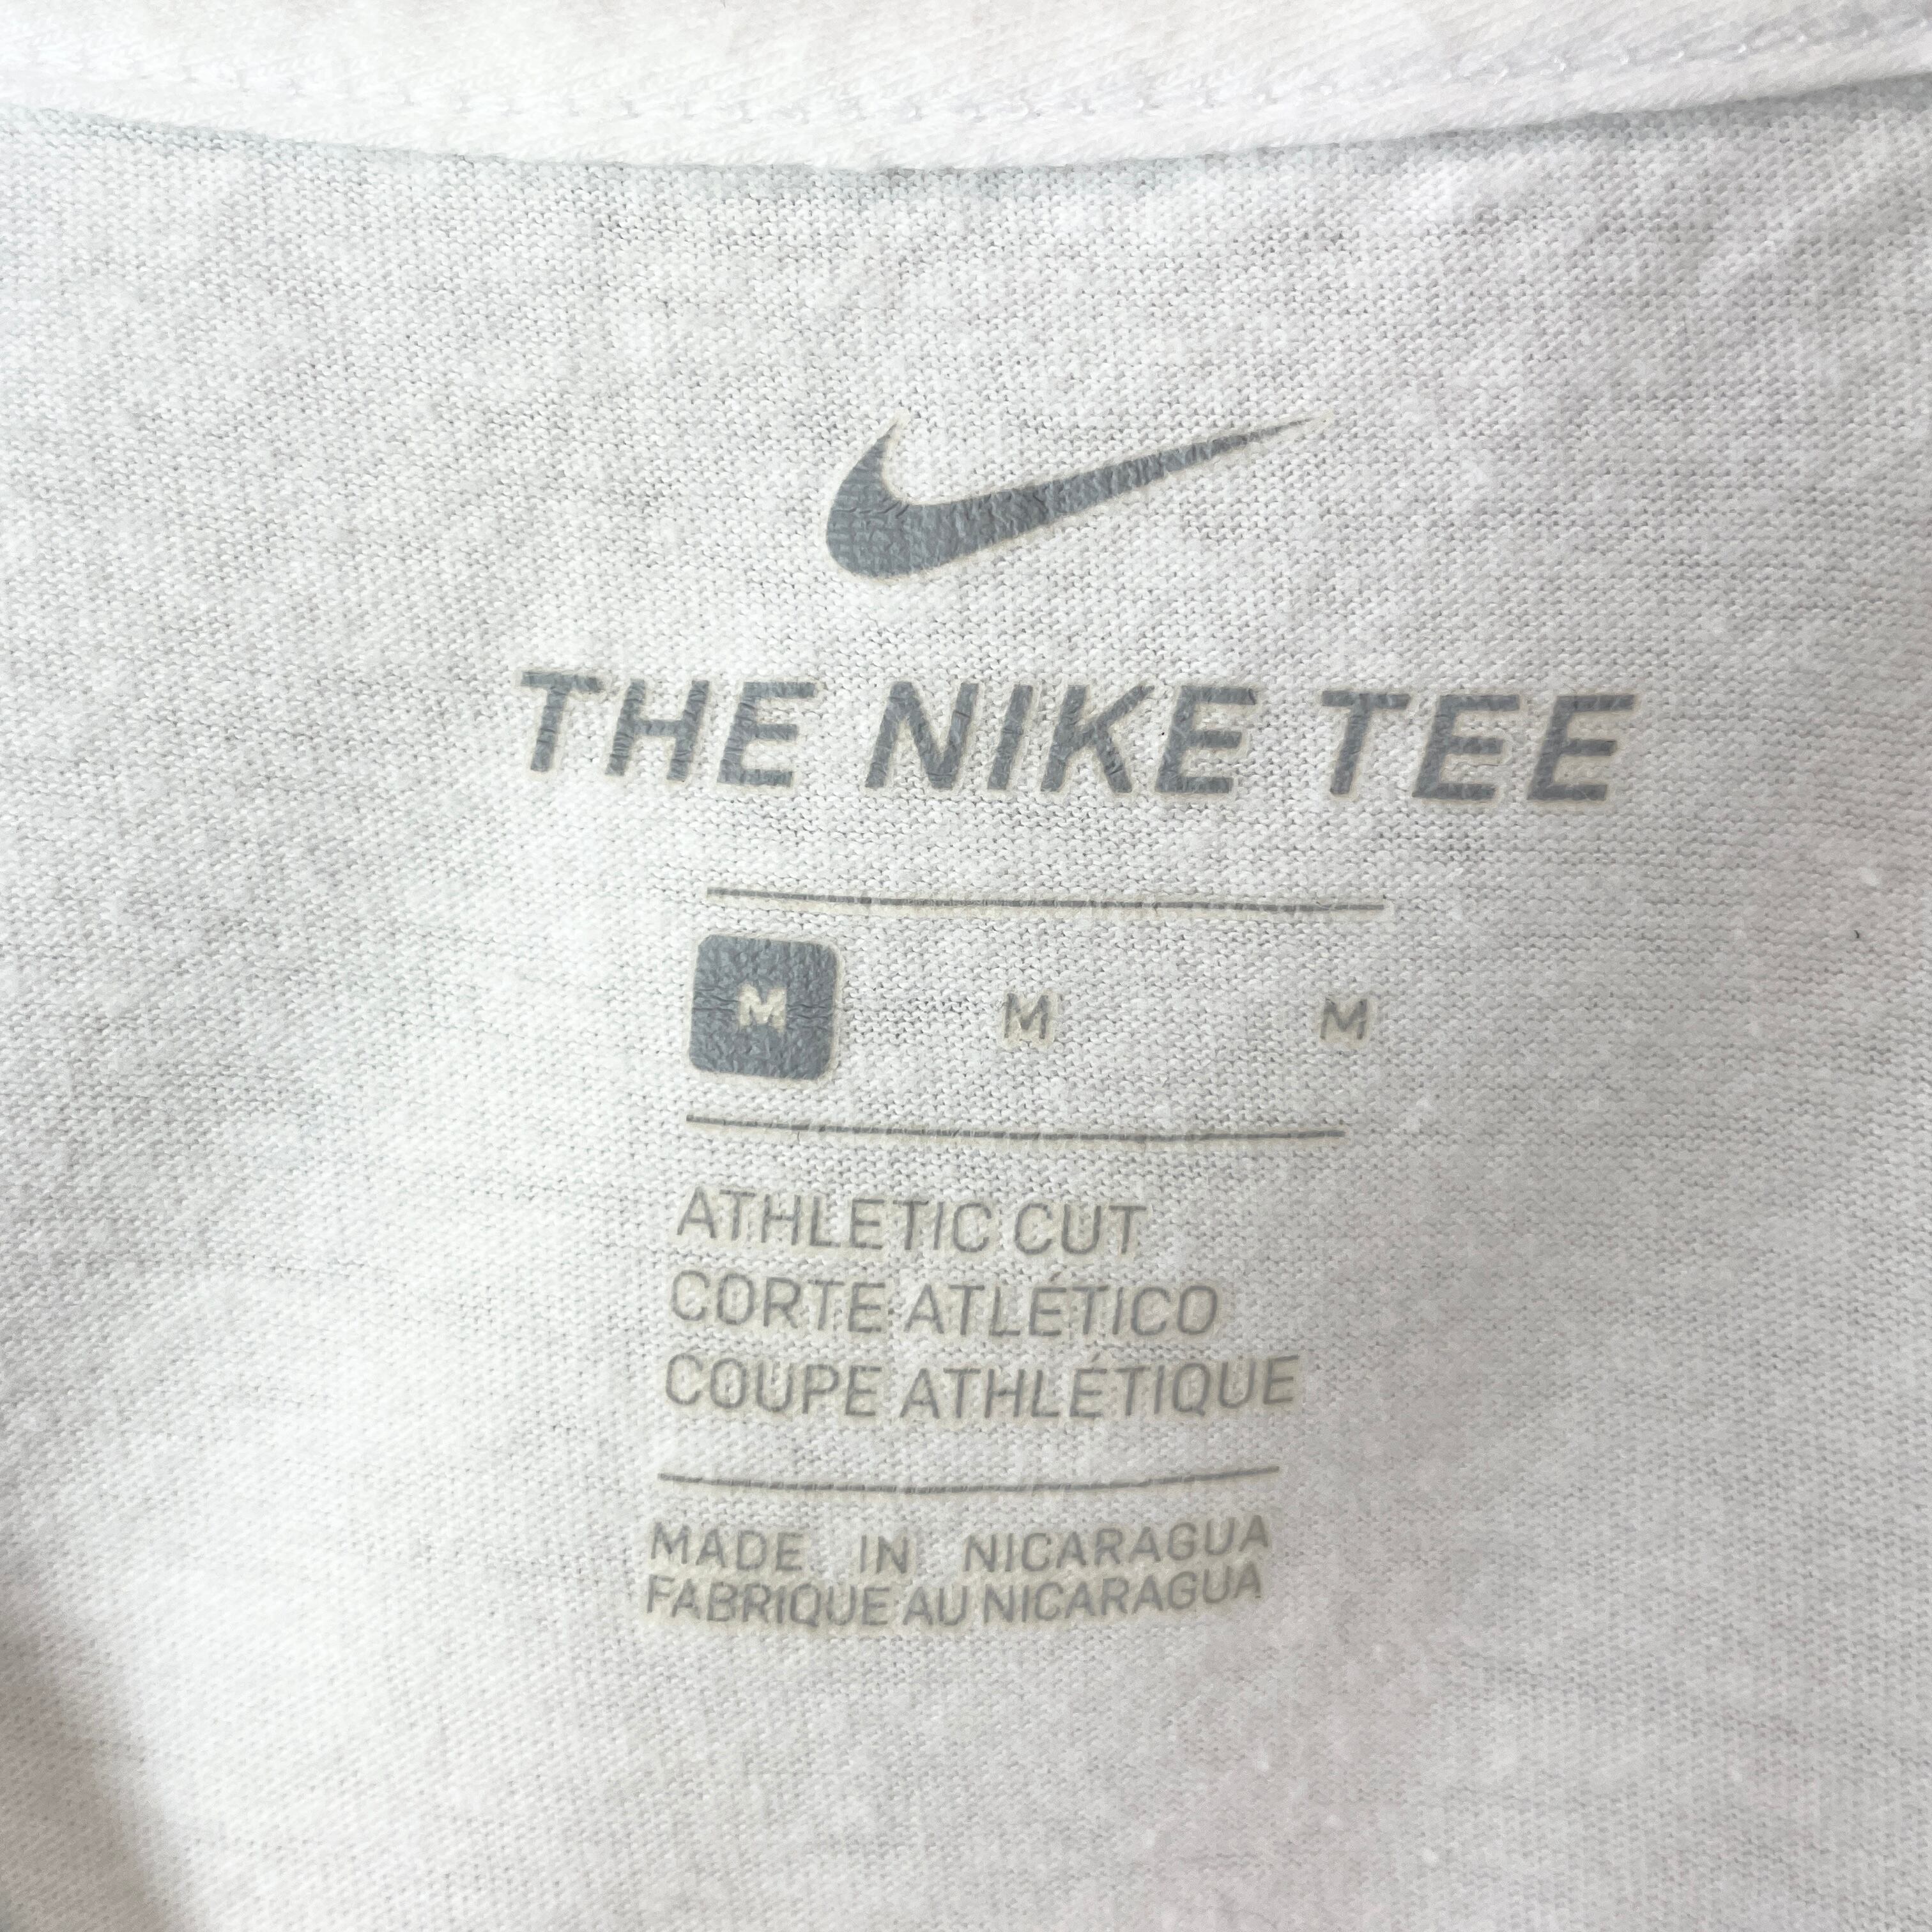 THE NIKE TEE
M M M
ATHLETIC CUT
CORTE ATLÉTICO
COUPE ATHLÉTIQUE
MADE IN NICARAGUA
FABRIQUE AU NICARAGUA